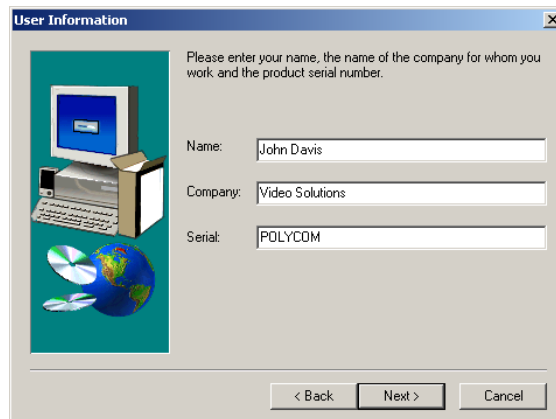 User Information
Please enter your name, the name of the company for whom you
work and the product serial number.
Name: John Davis
Company: Video Solutions
Serial: POLYCOM
< Back Next > Cancel